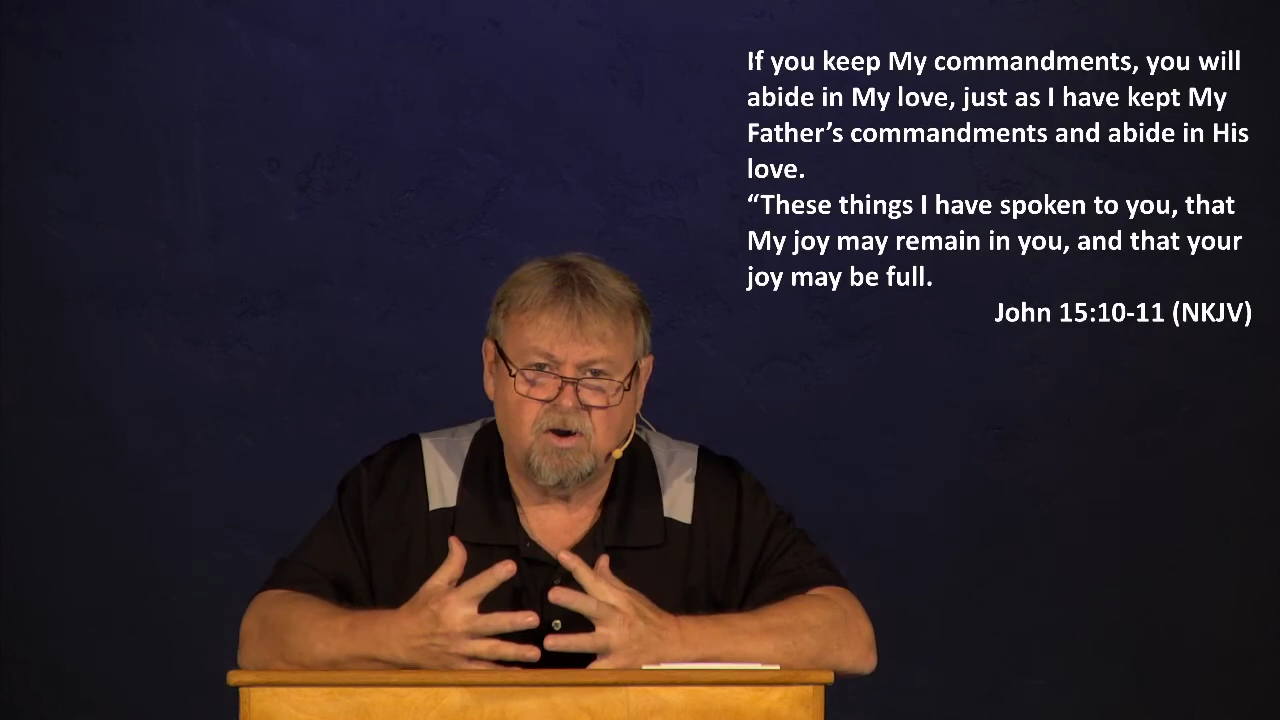 If you keep My commandments, you will
abide in My love, just as I have kept My
Father’s commandments and abide in His
love.
“These things I have spoken to you, that
My joy may remain in you, and that your
joy may be full.
John 15:10-11 (NKJV)